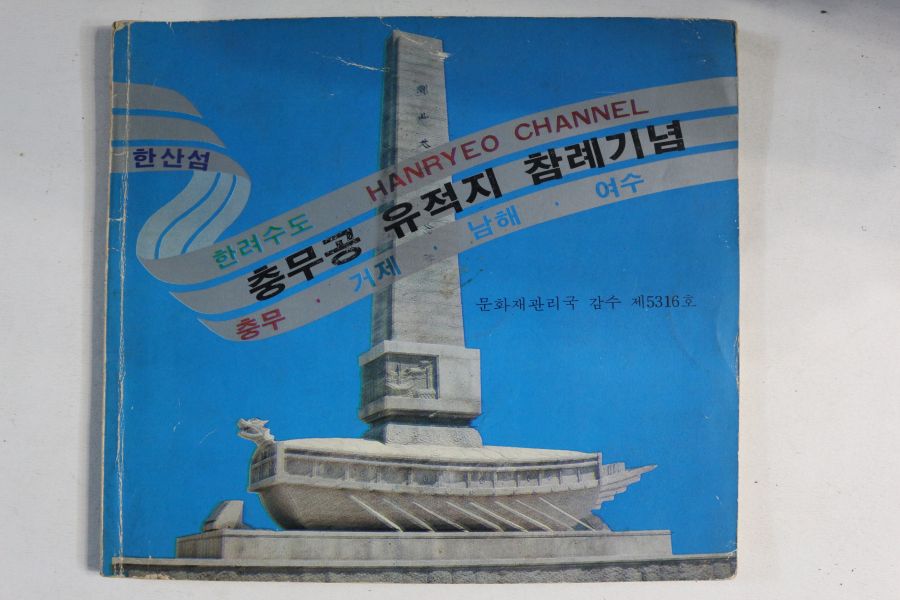 한산섬
한려수도 HANRYEO CHANNEL
충무공 유적지 참례기념
충무 · 거제 · 남해 · 여수
문화재관리국 감수 제5316호